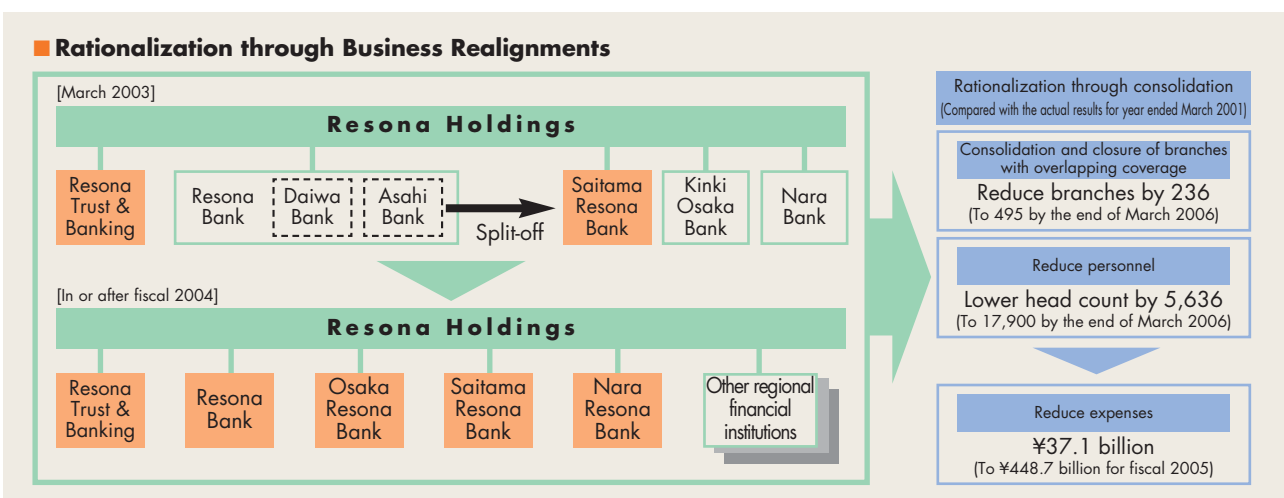 Rationalization through Business Realignments
[March 2003]
Resona Holdings
Resona
Trust &
Banking
Resona
Bank
Daiwa
Bank
Asahi
Bank
Split-off
Saitama
Resona
Bank
Kinki
Osaka
Bank
Nara
Bank
[In or after fiscal 2004]
Resona Holdings
Resona
Trust &
Banking
Resona
Bank
Osaka
Resona
Bank
Saitama
Resona
Bank
Nara
Resona
Bank
Other regional
financial
institutions
Rationalization through consolidation
(Compared with the actual results for year ended March 2001)
Consolidation and closure of branches
with overlapping coverage
Reduce branches by 236
(To 495 by the end of March 2006)
Reduce personnel
Lower head count by 5,636
(To 17,900 by the end of March 2006)
Reduce expenses
¥37.1 billion
(To ¥448.7 billion for fiscal 2005)